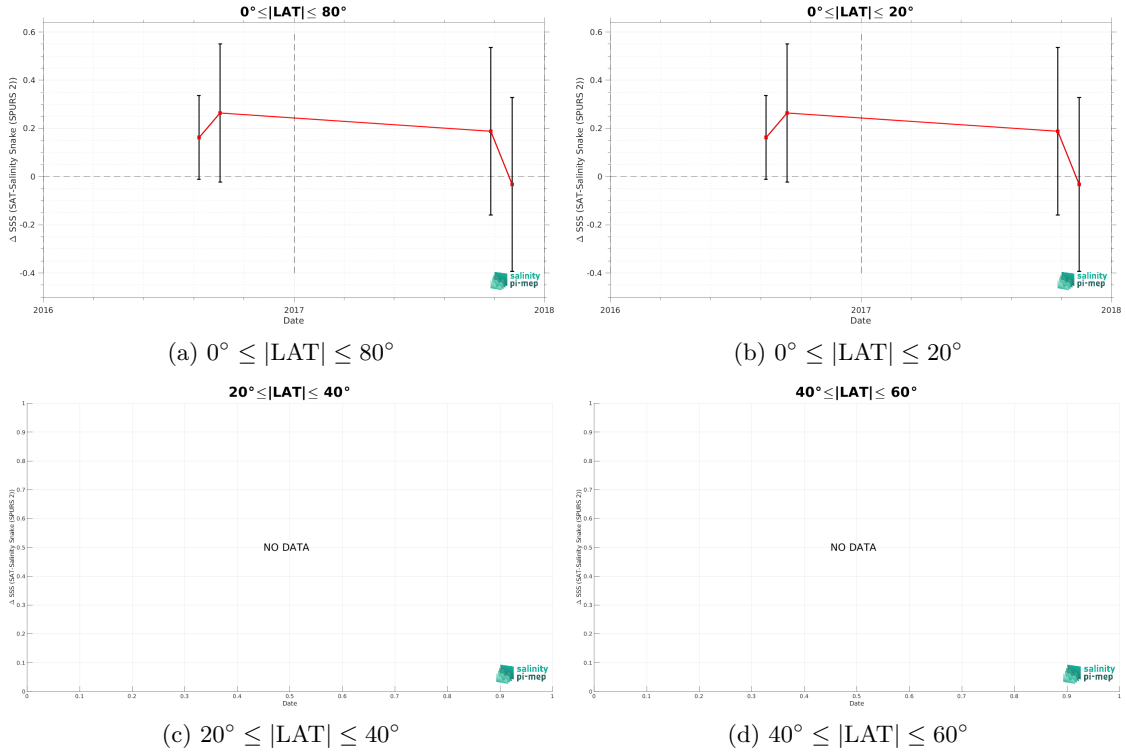 0°≤|LAT|≤ 80°
0.6
0.4
0.2
0
-0.2
-0.4
Δ SSS (SAT-Salinity Snake (SPURS 2))
2016
2017
2018
Date
salinity
pi-mep
(a) 0° ≤ |LAT| ≤ 80°
0°≤|LAT|≤ 20°
0.6
0.4
0.2
0
-0.2
-0.4
Δ SSS (SAT-Salinity Snake (SPURS 2))
2016
2017
2018
Date
salinity
pi-mep
(b) 0° ≤ |LAT| ≤ 20°
20°≤|LAT|≤ 40°
1
0.9
0.8
0.7
0.6
0.5
0.4
0.3
0.2
0.1
0
Δ SSS (SAT-Salinity Snake (SPURS 2))
NO DATA
0 0.1 0.2 0.3 0.4 0.5 0.6 0.7 0.8 0.9 1
Date
salinity
pi-mep
(c) 20° ≤ |LAT| ≤ 40°
40°≤|LAT|≤ 60°
1
0.9
0.8
0.7
0.6
0.5
0.4
0.3
0.2
0.1
0
Δ SSS (SAT-Salinity Snake (SPURS 2))
NO DATA
0 0.1 0.2 0.3 0.4 0.5 0.6 0.7 0.8 0.9 1
Date
salinity
pi-mep
(d) 40° ≤ |LAT| ≤ 60°